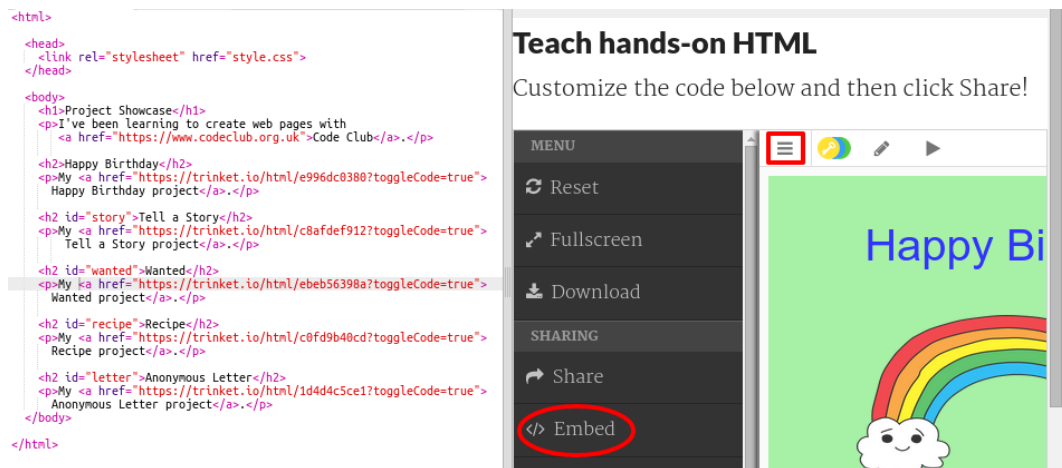 <html>
<head>
<link rel="stylesheet" href="style.css">
</head>
<body>
<h1>Project Showcase</h1>
<p>I've been learning to create web pages with
<a href="https://www.codeclub.org.uk">Code Club</a>.</p>
<h2>Happy Birthday</h2>
<p>My <a href="https://trinket.io/html/e996dc0380?toggleCode=true">
Happy Birthday project</a>.</p>
<h2 id="story">Tell a Story</h2>
<p>My <a href="https://trinket.io/html/c8afdef912?toggleCode=true">
Tell a Story project</a>.</p>
<h2 id="wanted">Wanted</h2>
<p>My <a href="https://trinket.io/html/ebeb56398a?toggleCode=true">
Wanted project</a>.</p>
<h2 id="recipe">Recipe</h2>
<p>My <a href="https://trinket.io/html/c0fd9b40cd?toggleCode=true">
Recipe project</a>.</p>
<h2 id="letter">Anonymous Letter</h2>
<p>My <a href="https://trinket.io/html/1d4d4c5ce1?toggleCode=true">
Anonymous Letter project</a>.</p>
</body>
</html>
Teach hands-on HTML
Customize the code below and then click Share!
MENU
Reset
Fullscreen
Download
SHARING
Share
</> Embed
Happy Bi